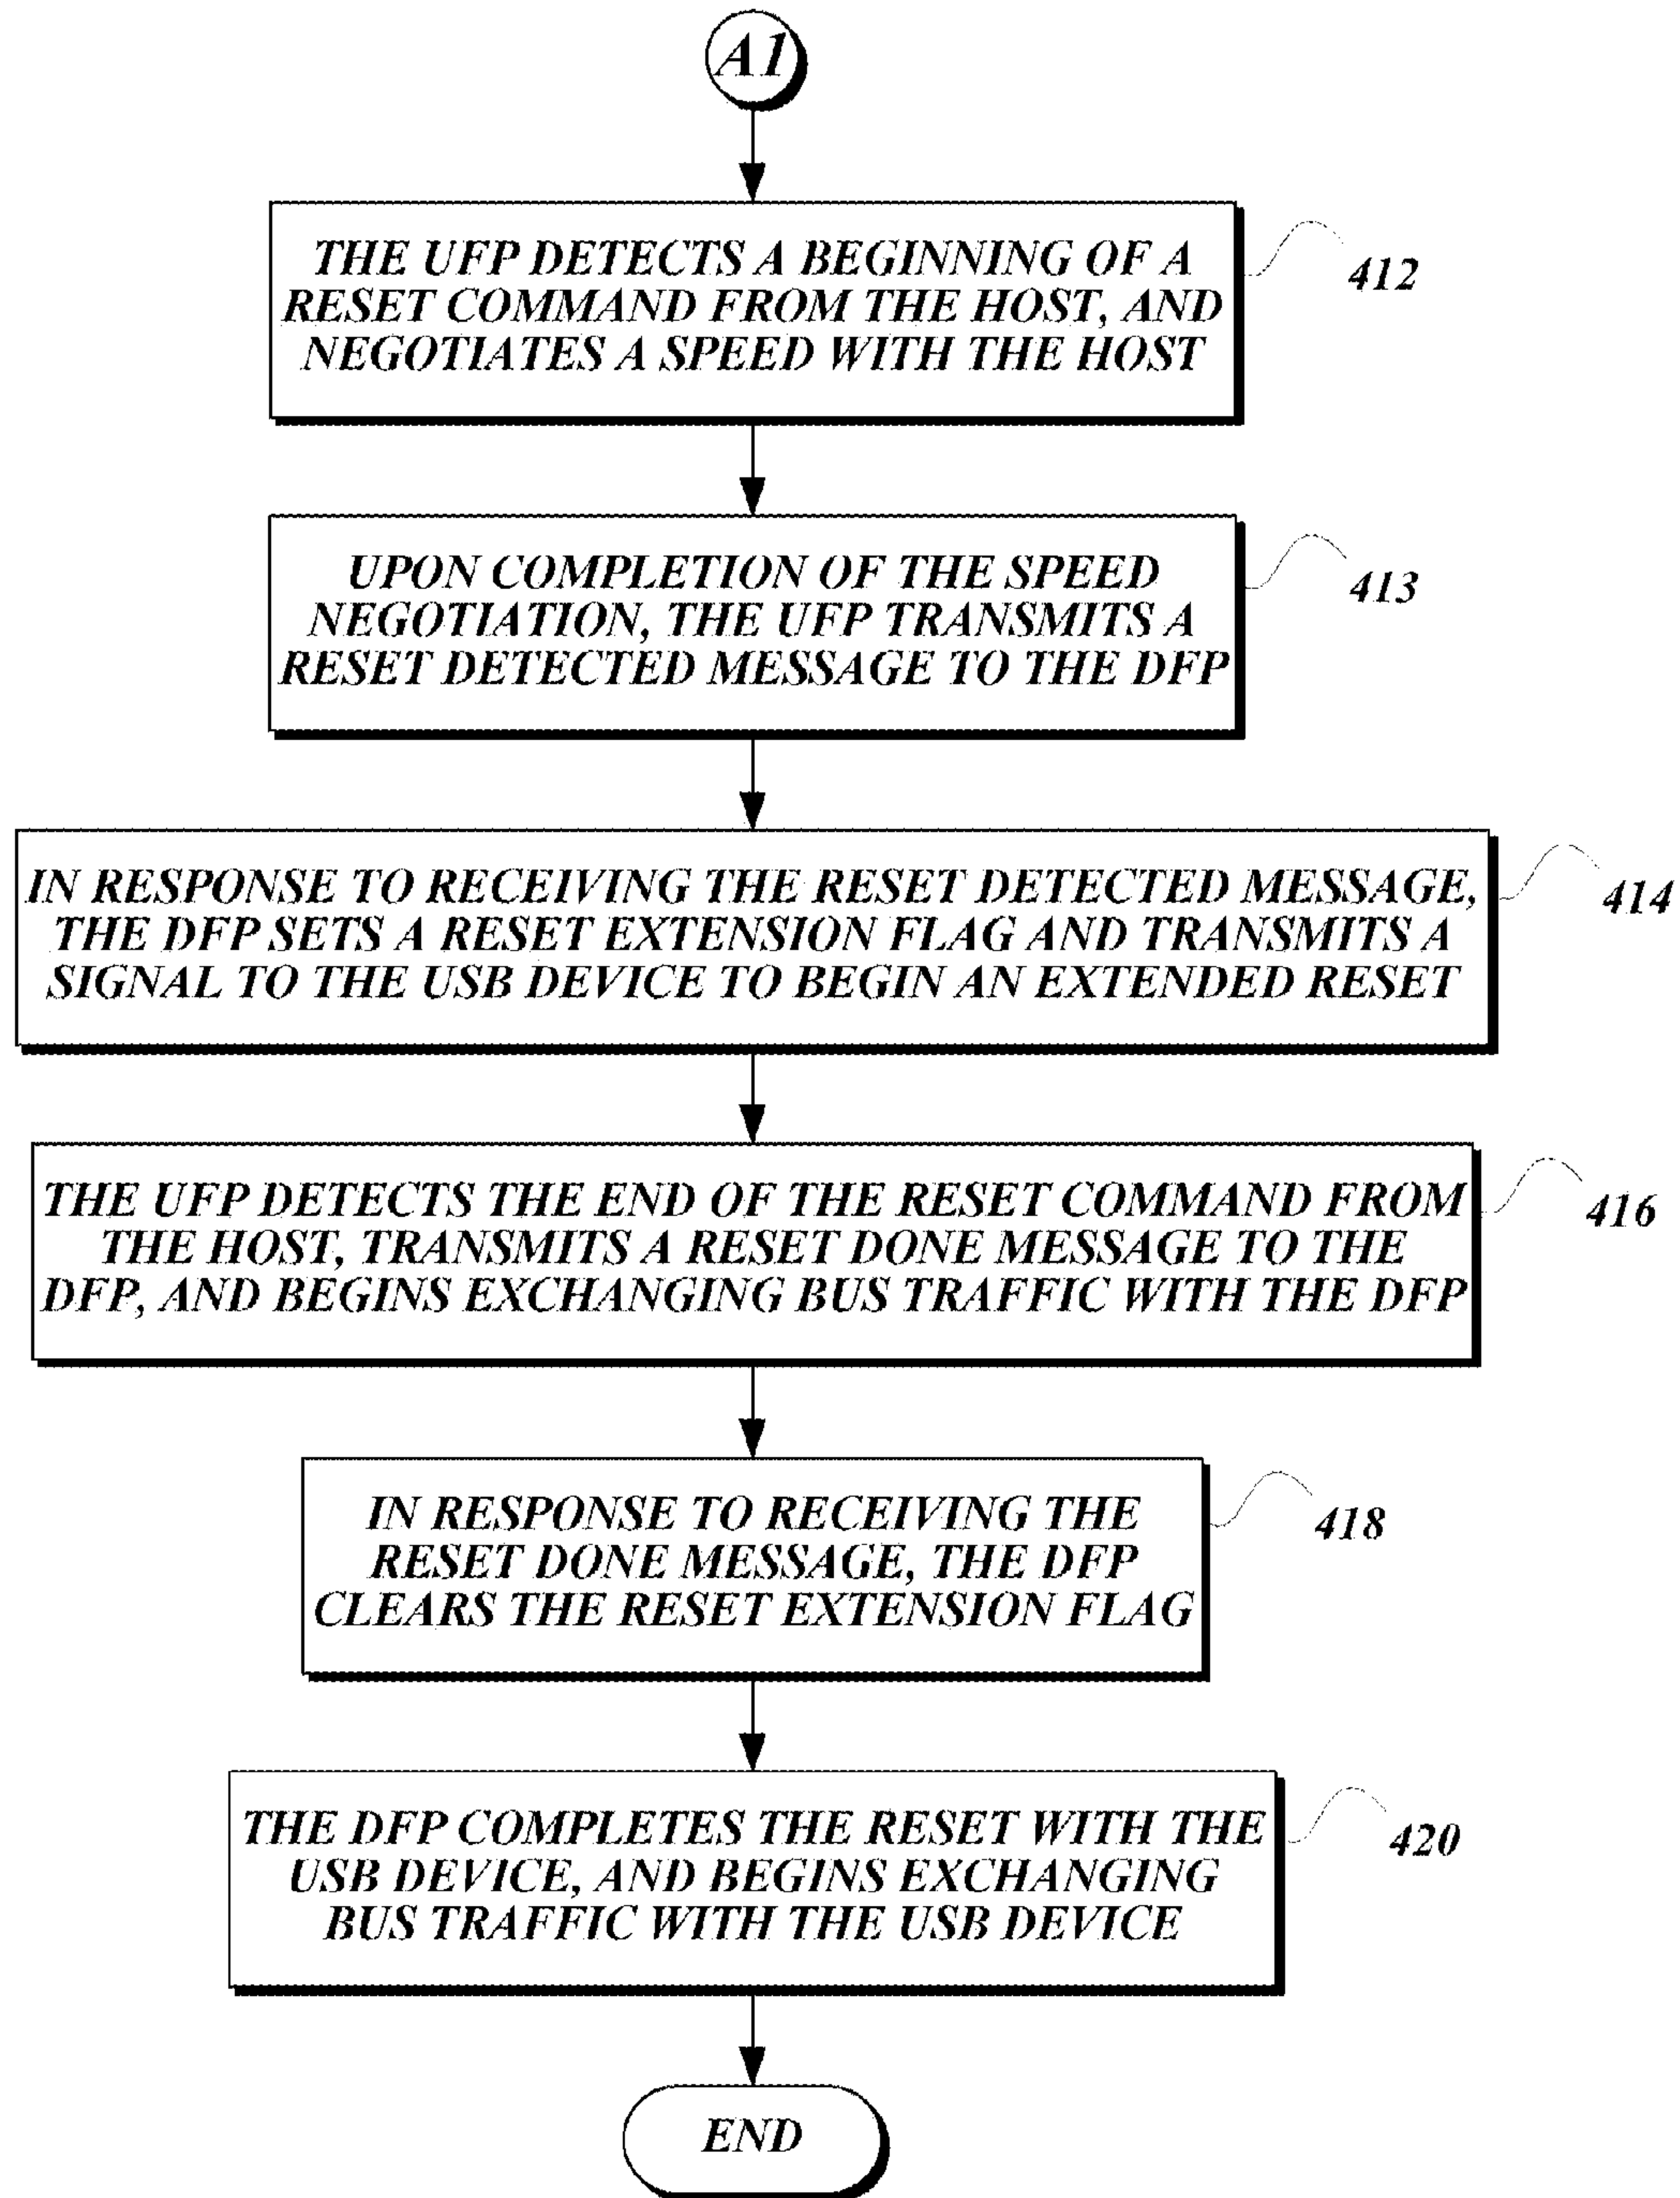 A1
THE UFP DETECTS A BEGINNING OF A
RESET COMMAND FROM THE HOST, AND
NEGOTIATES A SPEED WITH THE HOST
412
UPON COMPLETION OF THE SPEED
NEGOTIATION, THE UFP TRANSMITS A
RESET DETECTED MESSAGE TO THE DFP
413
IN RESPONSE TO RECEIVING THE RESET DETECTED MESSAGE,
THE DFP SETS A RESET EXTENSION FLAG AND TRANSMITS A
SIGNAL TO THE USB DEVICE TO BEGIN AN EXTENDED RESET
414
THE UFP DETECTS THE END OF THE RESET COMMAND FROM
THE HOST, TRANSMITS A RESET DONE MESSAGE TO THE
DFP, AND BEGINS EXCHANGING BUS TRAFFIC WITH THE DFP
416
IN RESPONSE TO RECEIVING THE
RESET DONE MESSAGE, THE DFP
CLEARS THE RESET EXTENSION FLAG
418
THE DFP COMPLETES THE RESET WITH THE
USB DEVICE, AND BEGINS EXCHANGING
BUS TRAFFIC WITH THE USB DEVICE
420
END